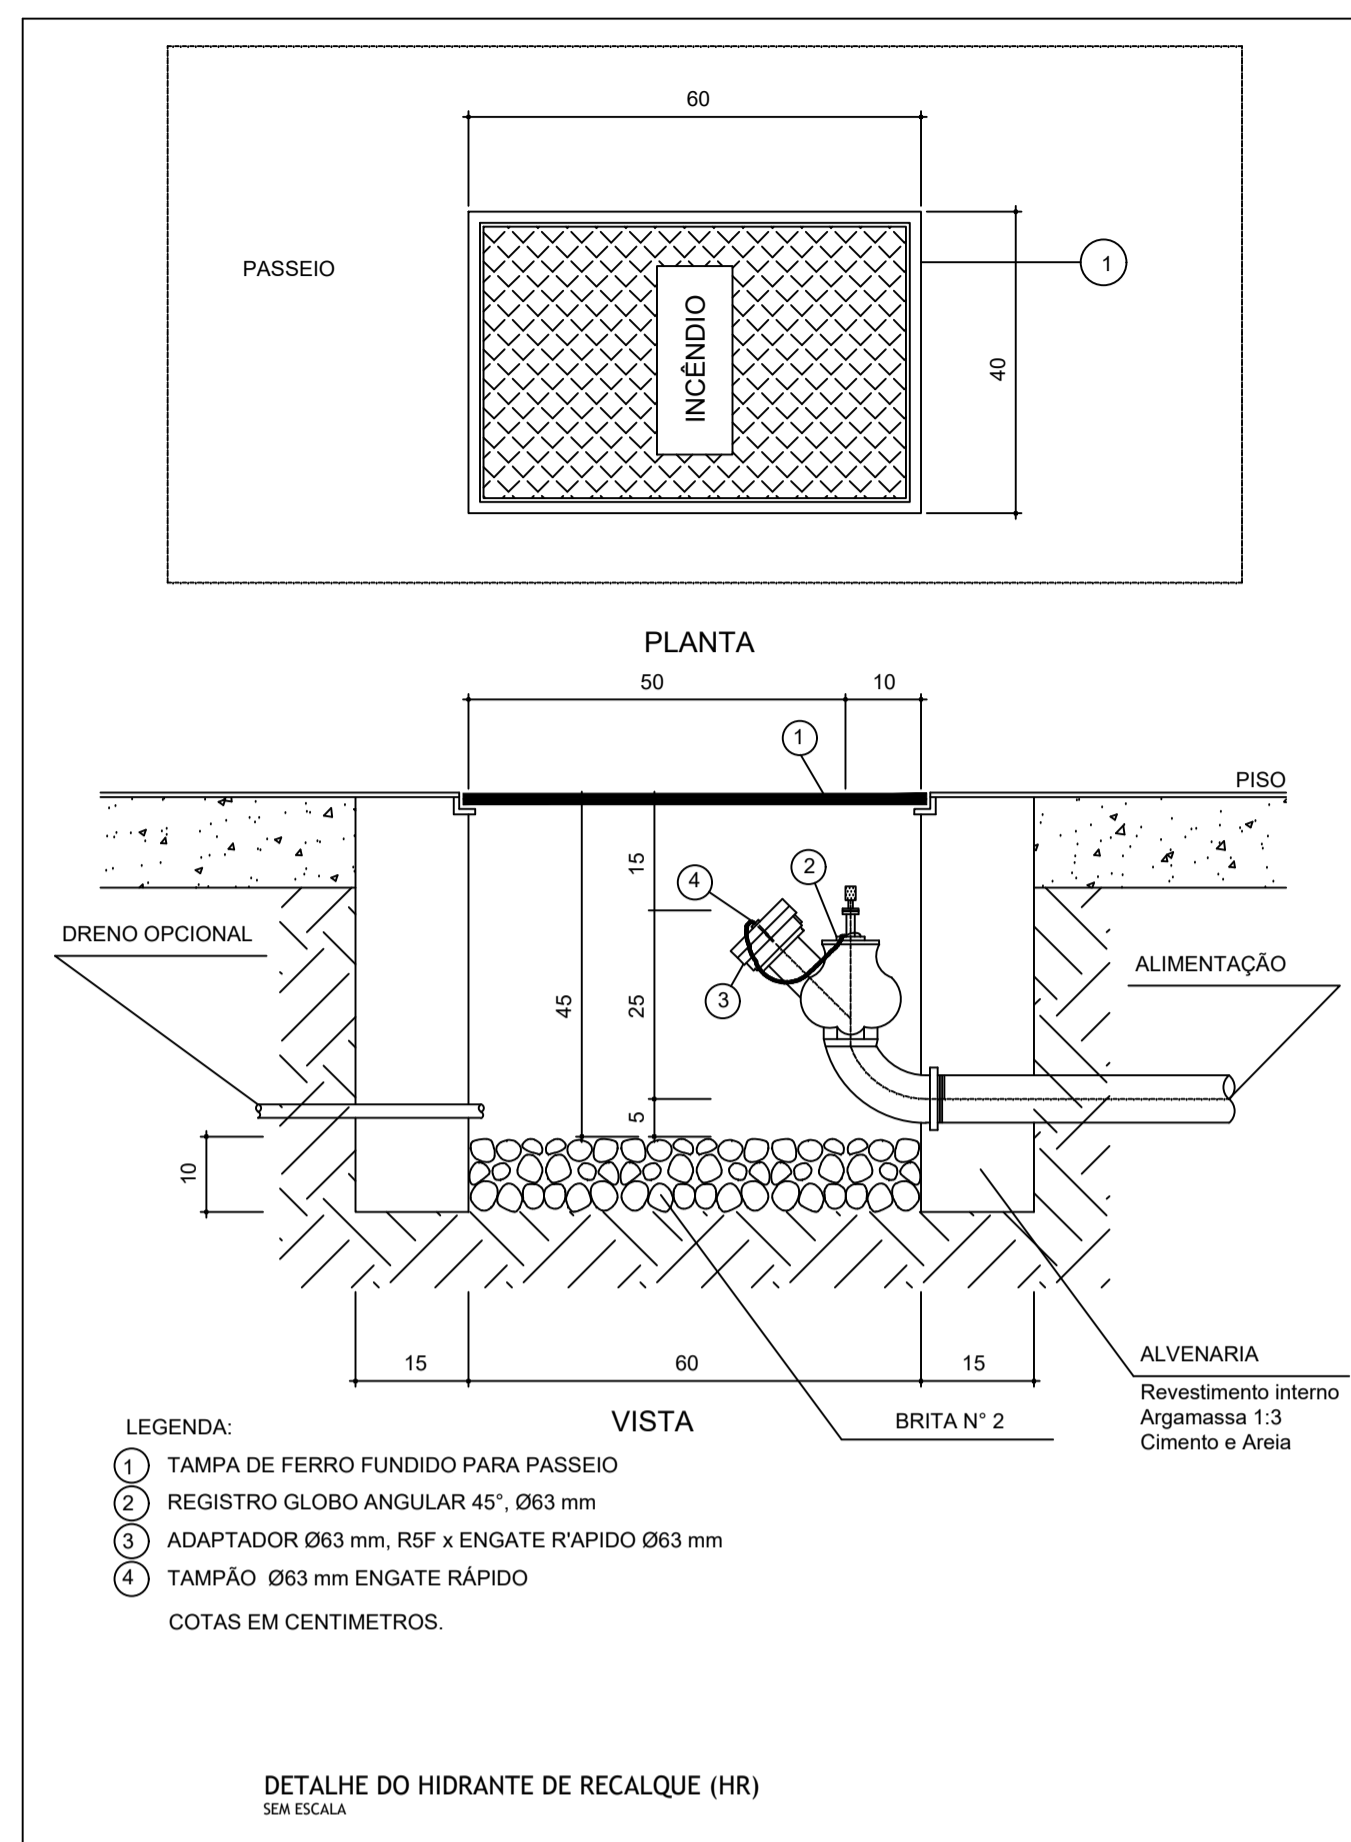 60
PASSEIO
1
INCÊNDIO
40
PLANTA
50
10
1
PISO
15
2
4
DRENO OPCIONAL
ALIMENTAÇÃO
3
45
25
5
10
15
60
15
ALVENARIA
Revestimento interno
Argamassa 1:3
Cimento e Areia
VISTA
BRITA N° 2
LEGENDA:
1 TAMPA DE FERRO FUNDIDO PARA PASSEIO
2 REGISTRO GLOBO ANGULAR 45°, Ø63 mm
3 ADAPTADOR Ø63 mm, R5F x ENGATE R'APIDO Ø63 mm
4 TAMPÃO Ø63 mm ENGATE RÁPIDO
COTAS EM CENTIMETROS.
DETALHE DO HIDRANTE DE RECALQUE (HR)
SEM ESCALA